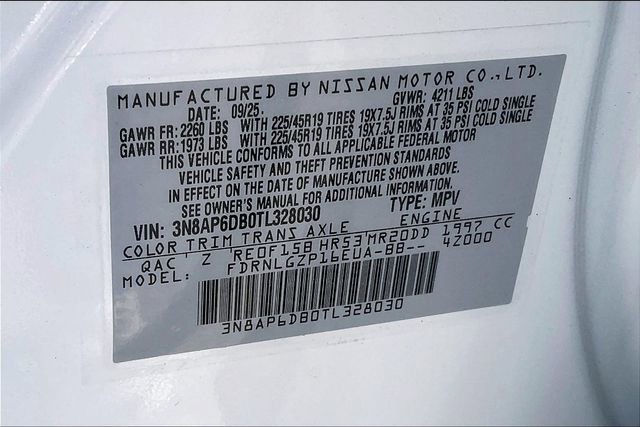 MANUFACTURED BY NISSAN MOTOR CO., LTD.
DATE: 09/25. GVWR: 4211 LBS
GAWR FR: 2260 LBS WITH 225/45R19 TIRES 19X7.5J RIMS AT 35 PSI COLD SINGLE
GAWR RR: 1973 LBS WITH 225/45R19 TIRES 19X7.5J RIMS AT 35 PSI COLD SINGLE
THIS VEHICLE CONFORMS TO ALL APPLICABLE FEDERAL MOTOR
VEHICLE SAFETY AND THEFT PREVENTION STANDARDS
IN EFFECT ON THE DATE OF MANUFACTURE SHOWN ABOVE.
SEE OWNER'S MANUAL FOR ADDITIONAL INFORMATION.
VIN: 3N8AP6DB0TL328030 TYPE: MPV
COLOR TRIM TRANS AXLE ENGINE
QAC ' Z 'RE0F15B HR53'MR20DD 1997 CC
MODEL: FDRNLGZP16EUA-BB-- 4Z000
3N8AP6DB0TL328030